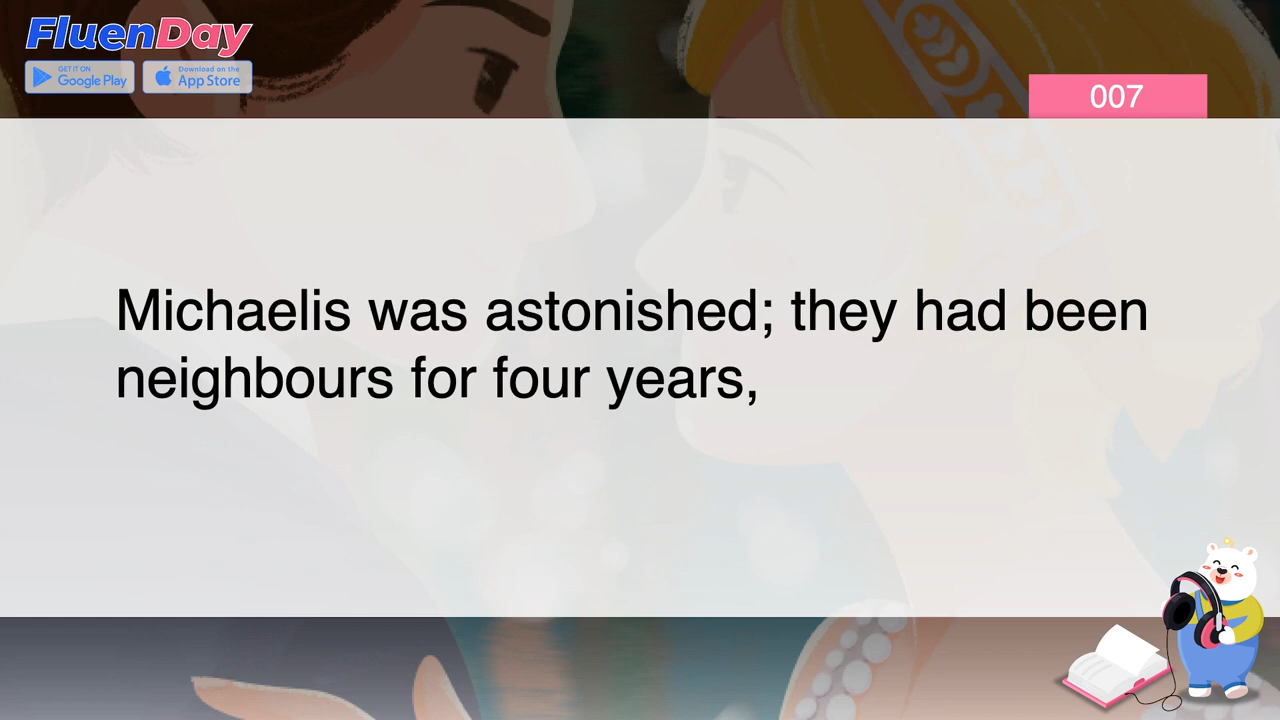 FluenDay
GET IT ON
Google Play
Download on the
App Store
007
Michaelis was astonished; they had been
neighbours for four years,